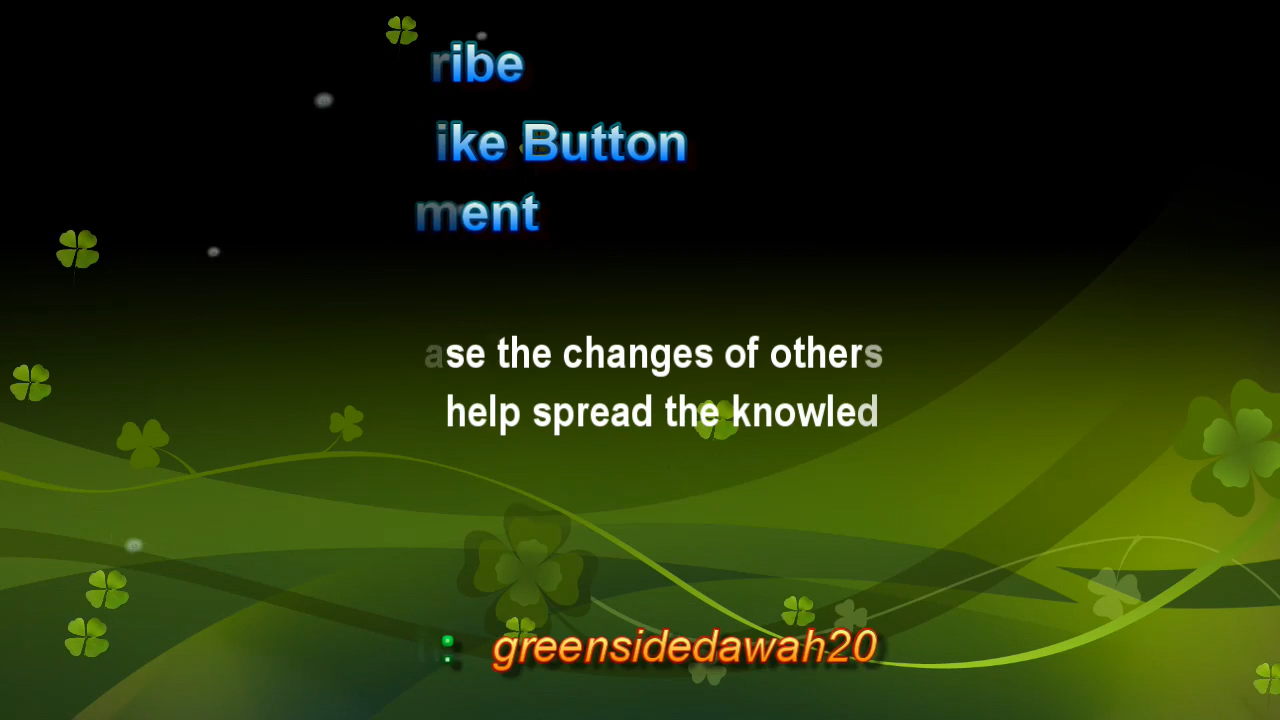 ribe
ike Button
ment
ase the changes of others
help spread the knowled
: greensidedawah20